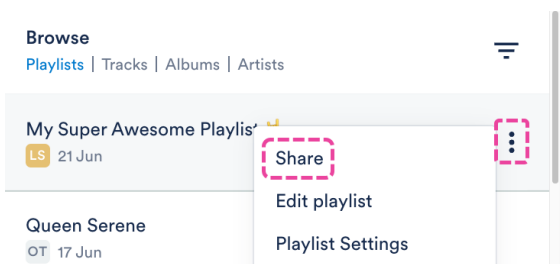 Browse
Playlists | Tracks | Albums | Artists
My Super Awesome Playlist
LS 21 Jun
Share
Edit playlist
Queen Serene
OT 17 Jun
Playlist Settings